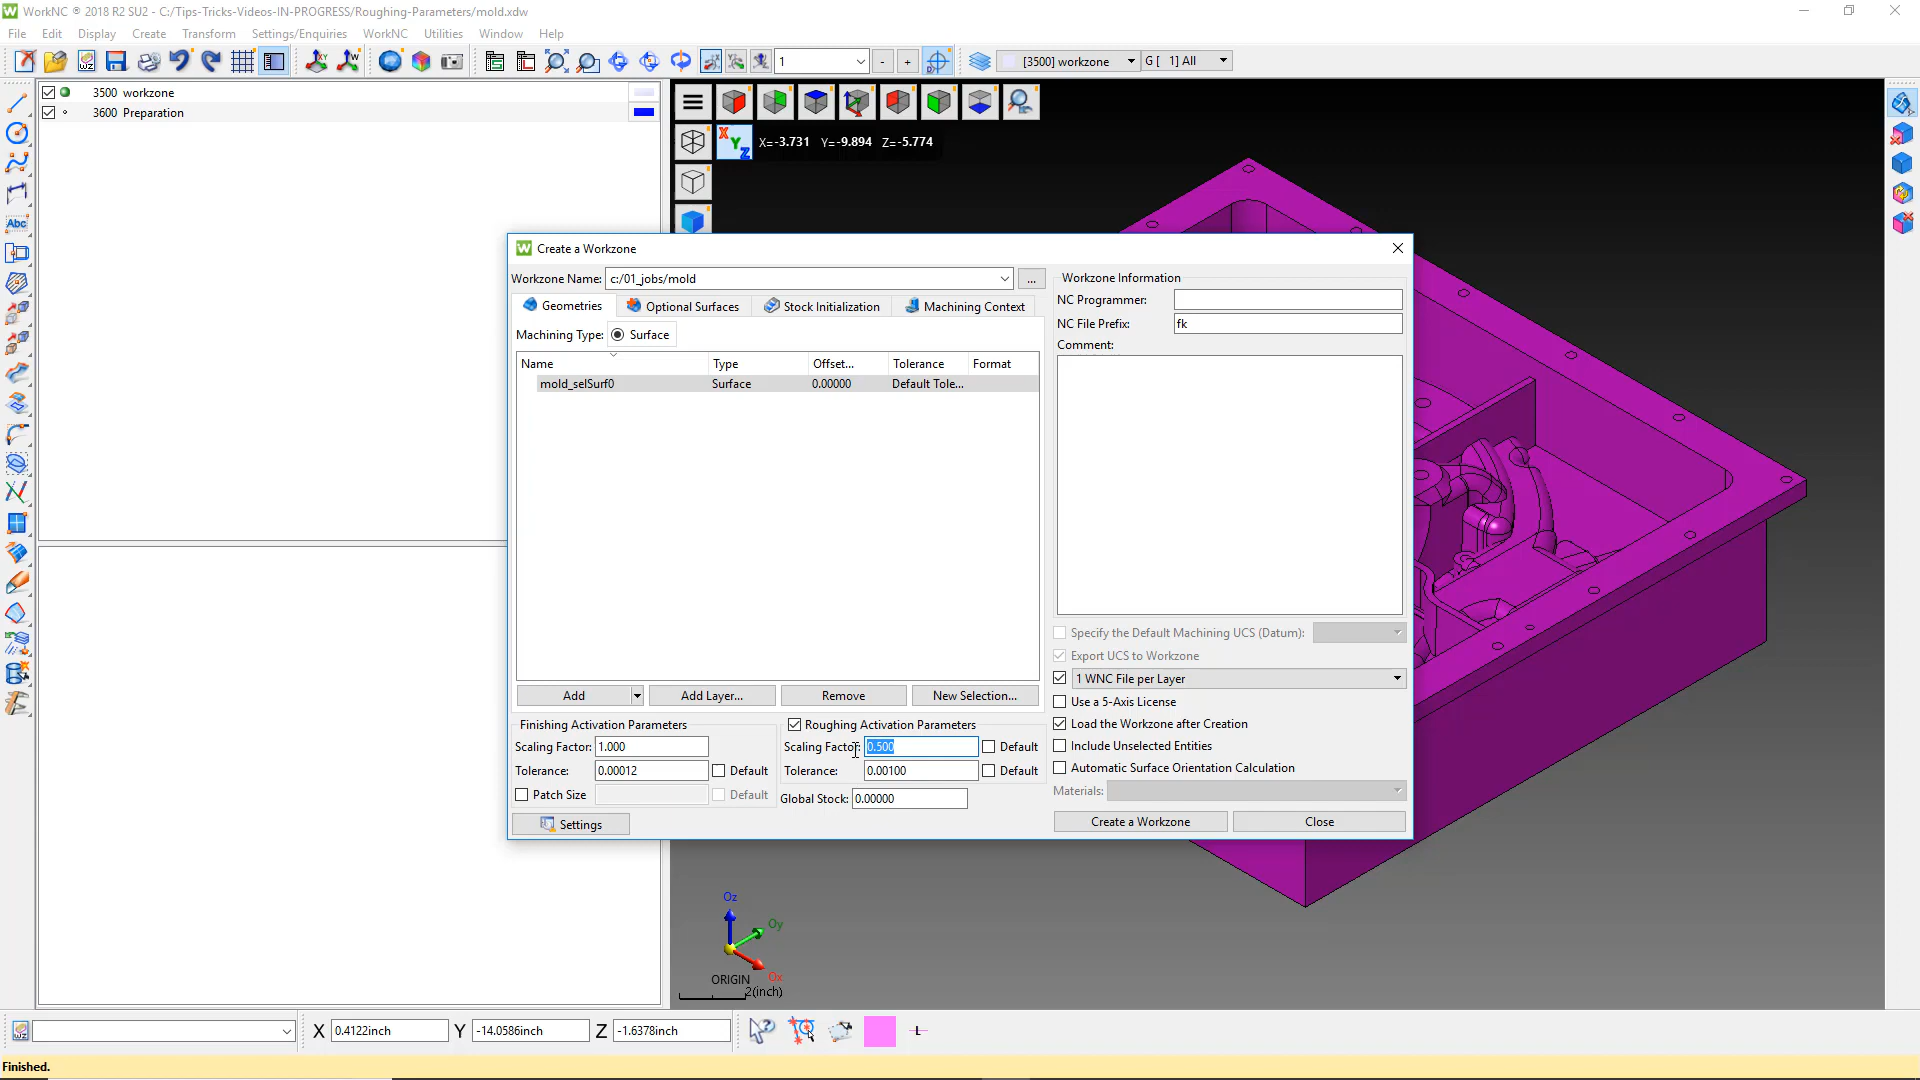 WorkNC ® 2018 R2 SU2 - C:/Tips-Tricks-Videos-IN-PROGRESS/Roughing-Parameters/mold.xdw
File Edit Display Create Transform Settings/Enquiries WorkNC Utilities Window Help
1 - + [3500] workzone G [ 1] All
3500 workzone
3600 Preparation
X Y Z X=-3.731 Y=-9.894 Z=-5.774
Abc
Create a Workzone
Workzone Name: c:/01_jobs/mold ...
Geometries Optional Surfaces Stock Initialization Machining Context
Machining Type: Surface
Name Type Offset... Tolerance Format
mold_selSurf0 Surface 0.00000 Default Tole...
Add Add Layer... Remove New Selection...
Finishing Activation Parameters
Scaling Factor: 1.000
Tolerance: 0.00012 Default
Patch Size Default
Settings
Roughing Activation Parameters
Scaling Factor: 0.500 Default
Tolerance: 0.00100 Default
Global Stock: 0.00000
Workzone Information
NC Programmer:
NC File Prefix: fk
Comment:
Specify the Default Machining UCS (Datum):
Export UCS to Workzone
1 WNC File per Layer
Use a 5-Axis License
Load the Workzone after Creation
Include Unselected Entities
Automatic Surface Orientation Calculation
Materials:
Create a Workzone Close
Oz
Oy
Ox
ORIGIN
2(inch)
X 0.4122inch Y -14.0586inch Z -1.6378inch L
Finished.